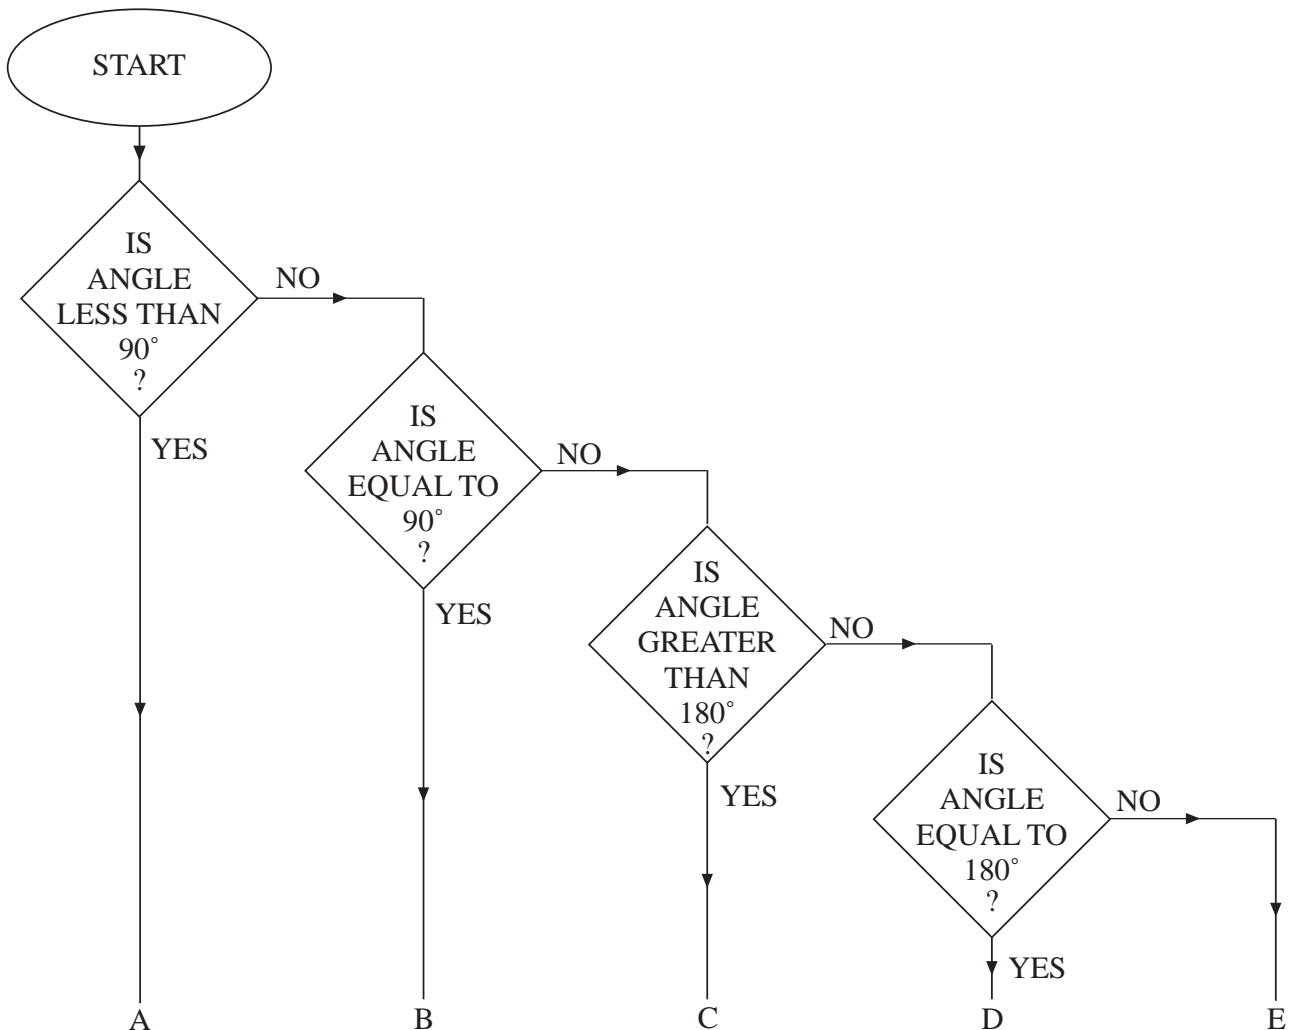 START
IS
ANGLE
LESS THAN
90°
?
NO
YES
IS
ANGLE
EQUAL TO
90°
?
NO
YES
IS
ANGLE
GREATER
THAN
180°
?
NO
YES
IS
ANGLE
EQUAL TO
180°
?
NO
YES
A
B
C
D
E